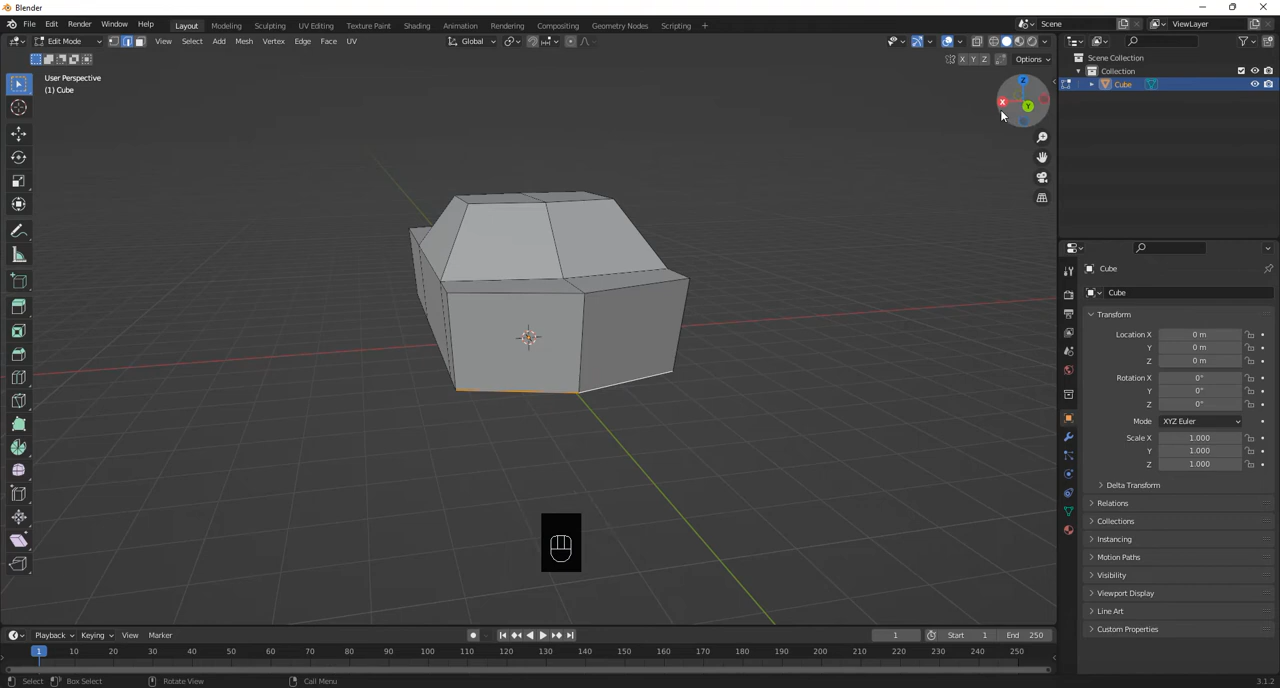 Blender
File Edit Render Window Help Layout Modeling Sculpting UV Editing Texture Paint Shading Animation Rendering Compositing Geometry Nodes Scripting + Scene ViewLayer
Edit Mode View Select Add Mesh Vertex Edge Face UV Global
X Y Z Options
User Perspective
(1) Cube
Z
X
Y
Scene Collection
Collection
Cube
Cube
Cube
Transform
Location X 0 m
Y 0 m
Z 0 m
Rotation X 0°
Y 0°
Z 0°
Mode XYZ Euler
Scale X 1.000
Y 1.000
Z 1.000
Delta Transform
Relations
Collections
Instancing
Motion Paths
Visibility
Viewport Display
Line Art
Custom Properties
Playback Keying View Marker 1 Start 1 End 250
1 10 20 30 40 50 60 70 80 90 100 110 120 130 140 150 160 170 180 190 200 210 220 230 240 250
Select Box Select Rotate View Call Menu 3.1.2